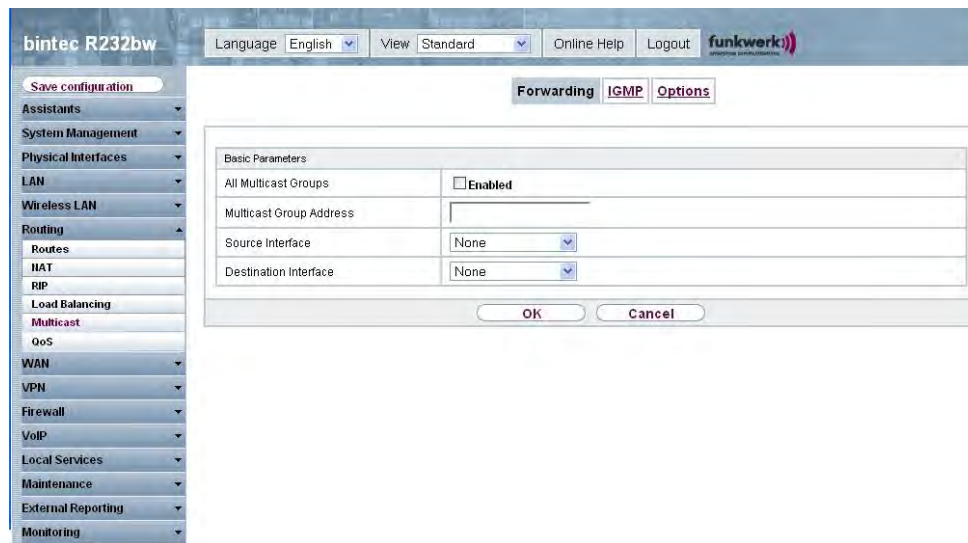 bintec R232bw
Language English View Standard Online Help Logout funkwerk
Save configuration
Assistants
System Management
Physical Interfaces
LAN
Wireless LAN
Routing
Routes
NAT
RIP
Load Balancing
Multicast
QoS
WAN
VPN
Firewall
VoIP
Local Services
Maintenance
External Reporting
Monitoring
Forwarding IGMP Options
Basic Parameters
All Multicast Groups Enabled
Multicast Group Address
Source Interface None
Destination Interface None
OK Cancel